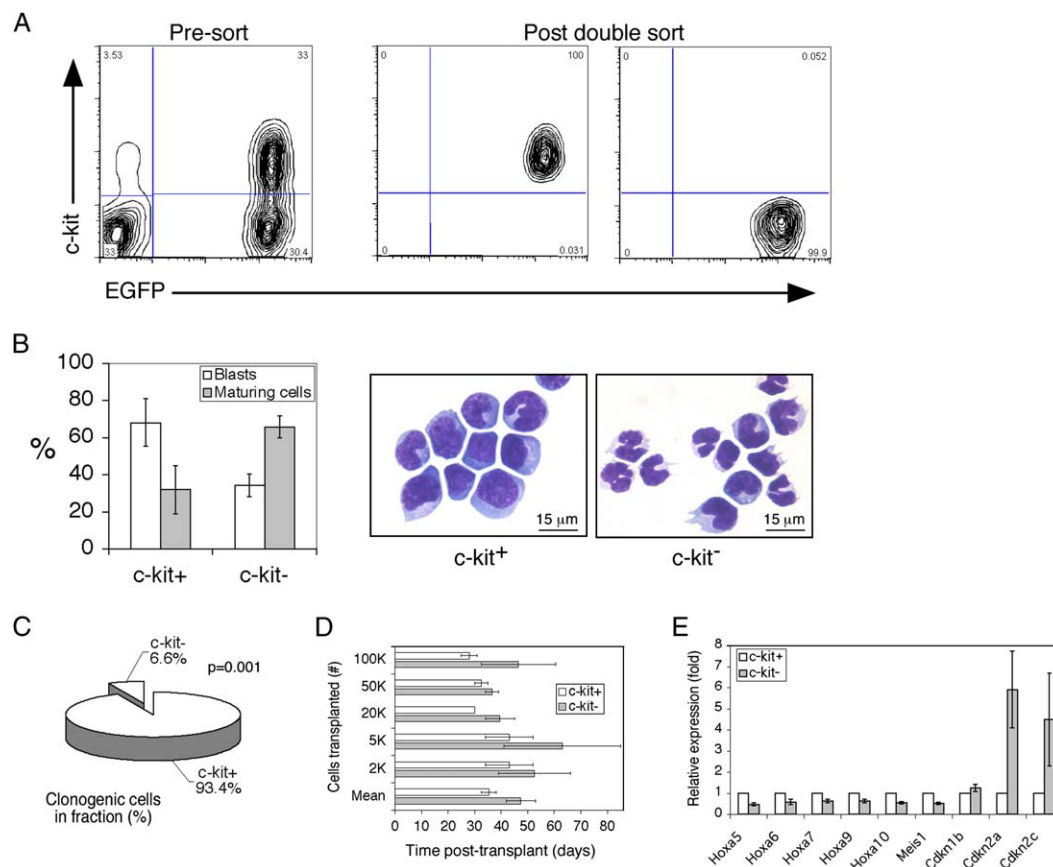 A
Pre-sort
Post double sort
3.53
33
0
100
0
0.052
c-kit
33
30.4
0
0.031
0
99.9
EGFP
B
100
80
60
40
20
0
%
Blasts
Maturing cells
c-kit+
c-kit-
15 µm
15 µm
c-kit+
c-kit-
C
c-kit-
6.6%
p=0.001
c-kit+
93.4%
Clonogenic cells
in fraction (%)
D
Cells transplanted (#)
100K
50K
20K
5K
2K
Mean
c-kit+
c-kit-
0 10 20 30 40 50 60 70 80
Time post-transplant (days)
E
Relative expression (fold)
8
7
6
5
4
2
1
0
c-kit+
c-kit-
Hoxa5
Hoxa6
Hoxa7
Hoxa9
Hoxa10
Meis1
Cdkn1b
Cdkn2a
Cdkn2c